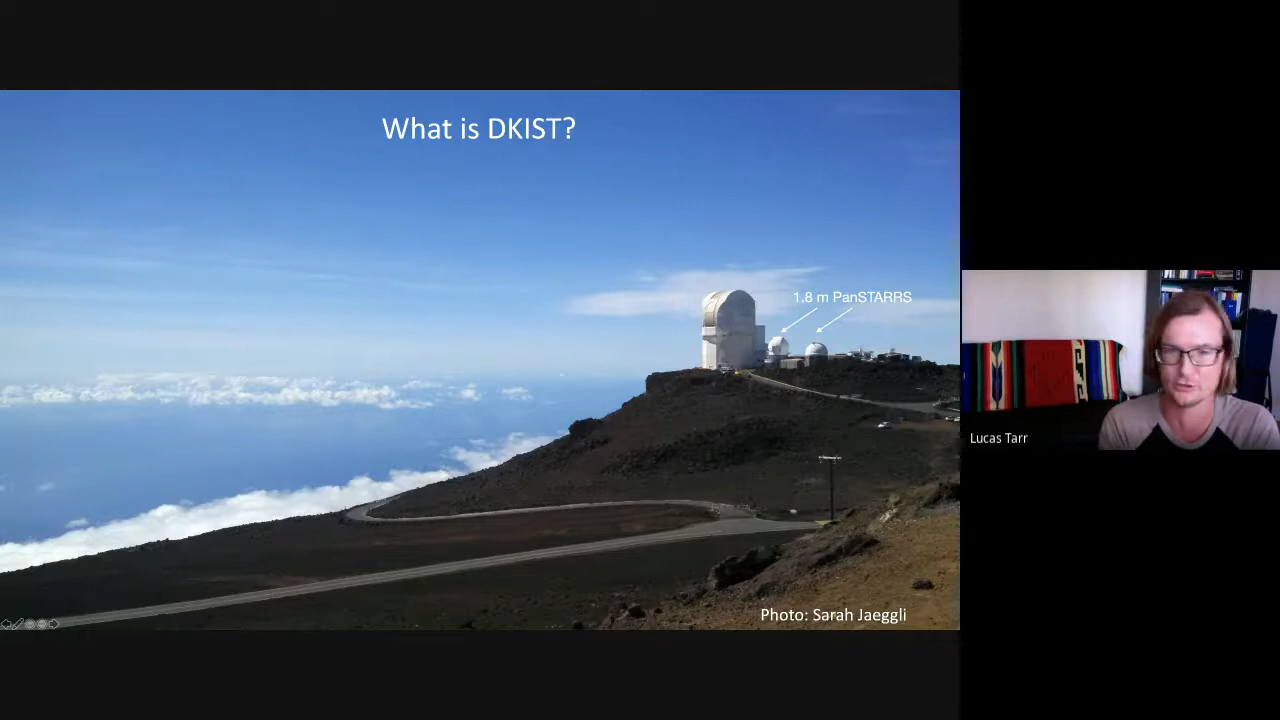 What is DKIST?
1.8 m PanSTARRS
Photo: Sarah Jaeggli
Lucas Tarr